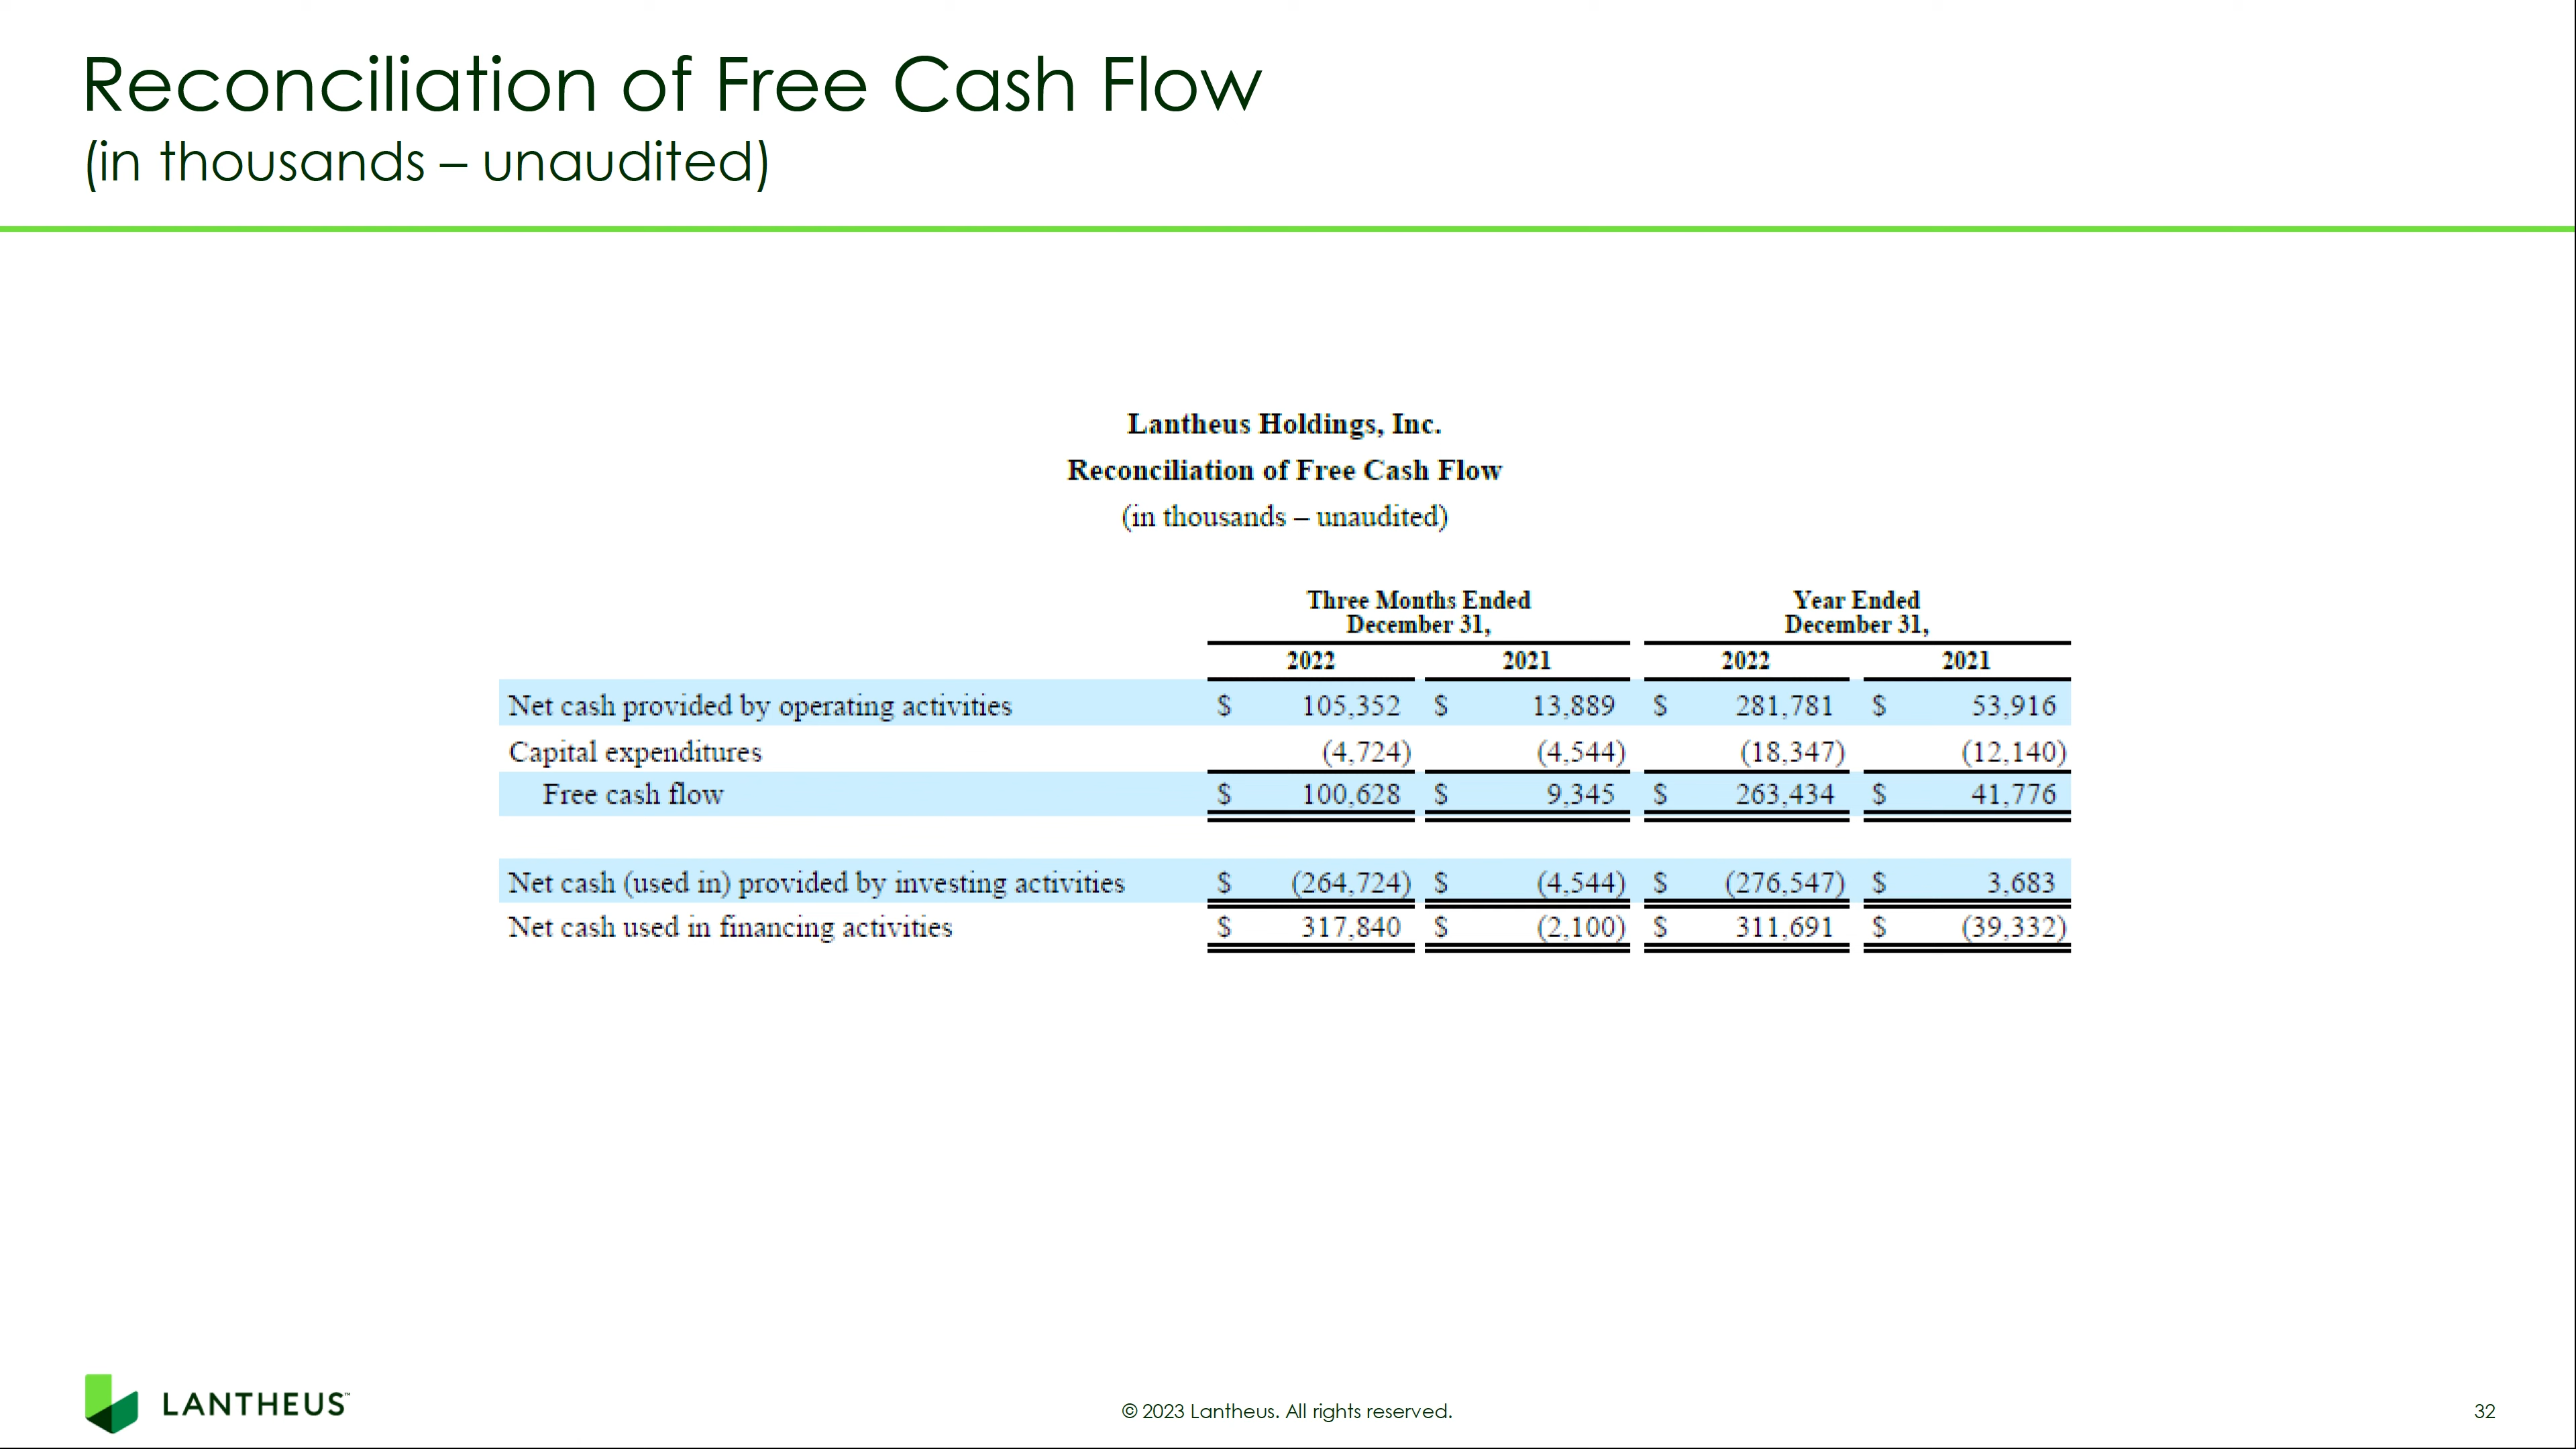 Reconciliation of Free Cash Flow
(in thousands – unaudited)
Lantheus Holdings, Inc.
Reconciliation of Free Cash Flow
(in thousands – unaudited)
Three Months Ended December 31, Year Ended December 31,
2022 2021 2022 2021
Net cash provided by operating activities $ 105,352 $ 13,889 $ 281,781 $ 53,916
Capital expenditures (4,724) (4,544) (18,347) (12,140)
Free cash flow $ 100,628 $ 9,345 $ 263,434 $ 41,776
Net cash (used in) provided by investing activities $ (264,724) $ (4,544) $ (276,547) $ 3,683
Net cash used in financing activities $ 317,840 $ (2,100) $ 311,691 $ (39,332)
LANTHEUS™
© 2023 Lantheus. All rights reserved.
32